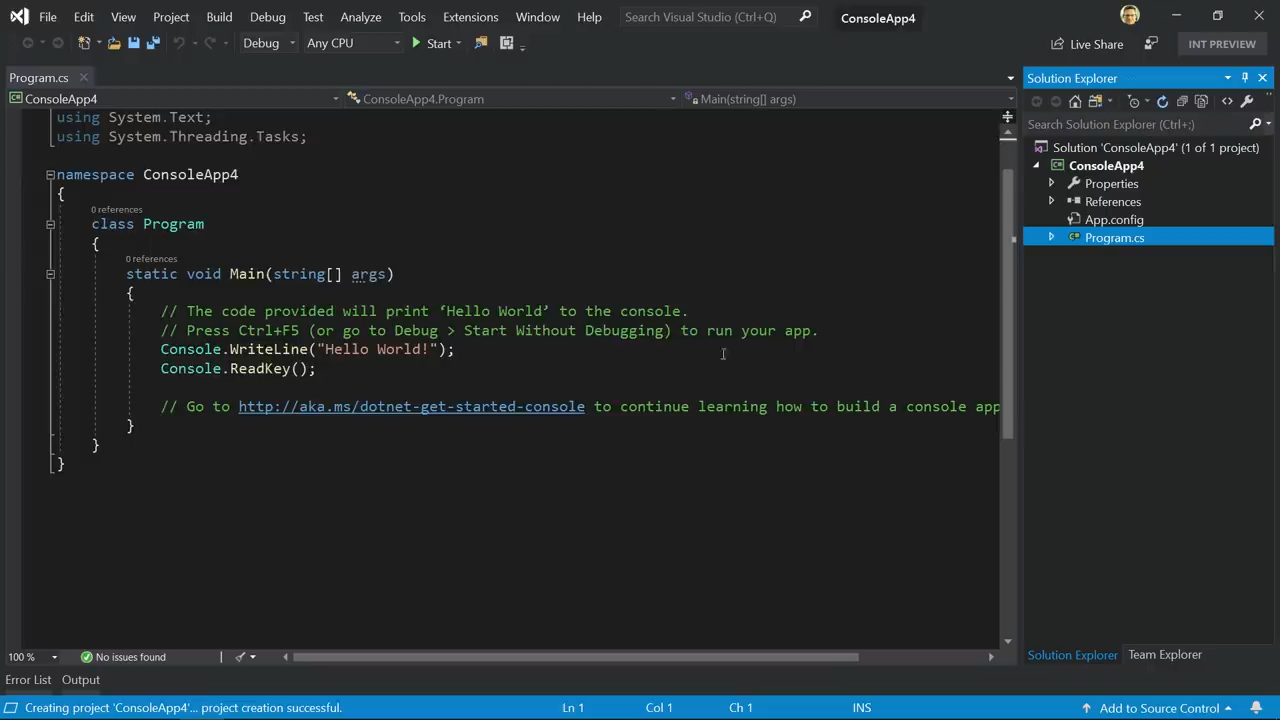 File Edit View Project Build Debug Test Analyze Tools Extensions Window Help Search Visual Studio (Ctrl+Q) ConsoleApp4
Debug Any CPU Start Live Share INT PREVIEW
Program.cs
ConsoleApp4 ConsoleApp4.Program Main(string[] args)
using System.Text;
using System.Threading.Tasks;
namespace ConsoleApp4
{
0 references
class Program
{
0 references
static void Main(string[] args)
{
// The code provided will print ‘Hello World’ to the console.
// Press Ctrl+F5 (or go to Debug > Start Without Debugging) to run your app.
Console.WriteLine("Hello World!");
Console.ReadKey();
// Go to http://aka.ms/dotnet-get-started-console to continue learning how to build a console app
}
}
}
100 % No issues found
Error List Output
Solution Explorer
Search Solution Explorer (Ctrl+;)
Solution 'ConsoleApp4' (1 of 1 project)
ConsoleApp4
Properties
References
App.config
Program.cs
Solution Explorer Team Explorer
Creating project 'ConsoleApp4'... project creation successful. Ln 1 Col 1 Ch 1 INS Add to Source Control